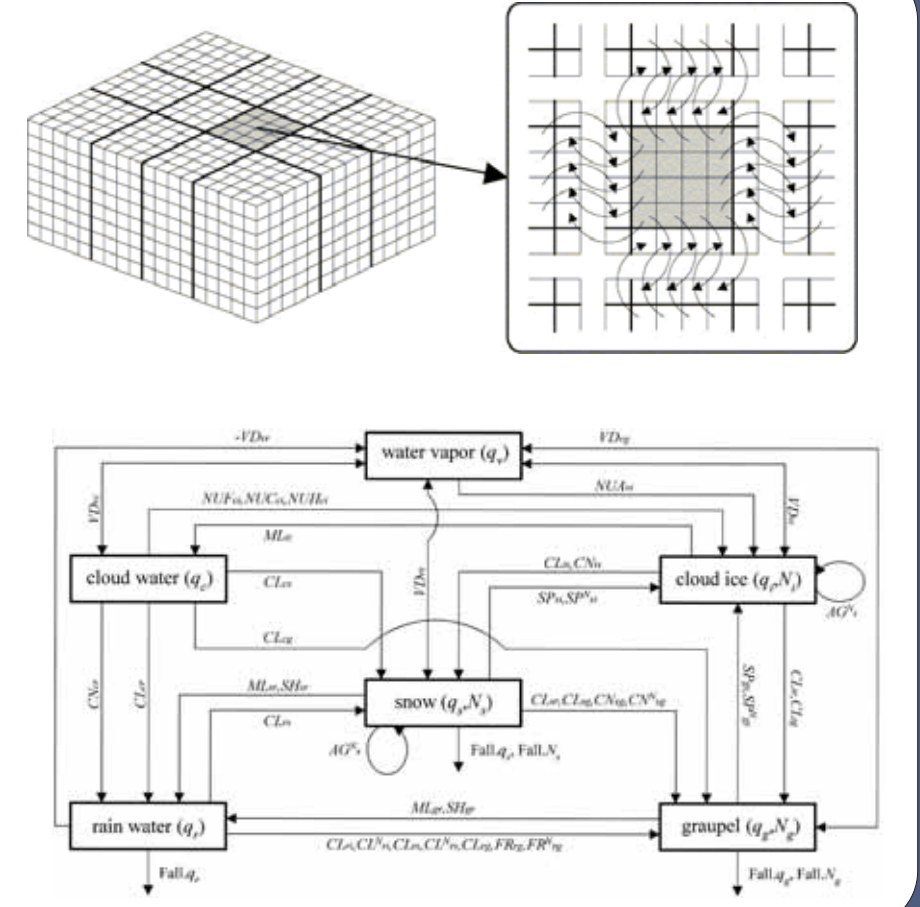 -VDvr
VDvg
water vapor (qv)
NUAvi
NUFci,NUCci,NUHci
VDvc
VDvi
MLic
cloud water (qc)
CLcs
CLis,CNis
cloud ice (qi,Ni)
VDvs
SPsi,SPNsi
AGNi
CLcg
CNcr
CLcr
MLsr,SHsr
snow (qs,Ns)
CLsr,CLsg,CNsg,CNNsg
SPgi,SPNgi
CLir,CLig
CLrs
AGNs
Fall.qs, Fall.Ns
MLgr,SHgr
rain water (qr)
graupel (qg,Ng)
CLri,CLNri,CLrs,CLNrs,CLrg,FRrg,FRNrg
Fall.qr
Fall.qg, Fall.Ng